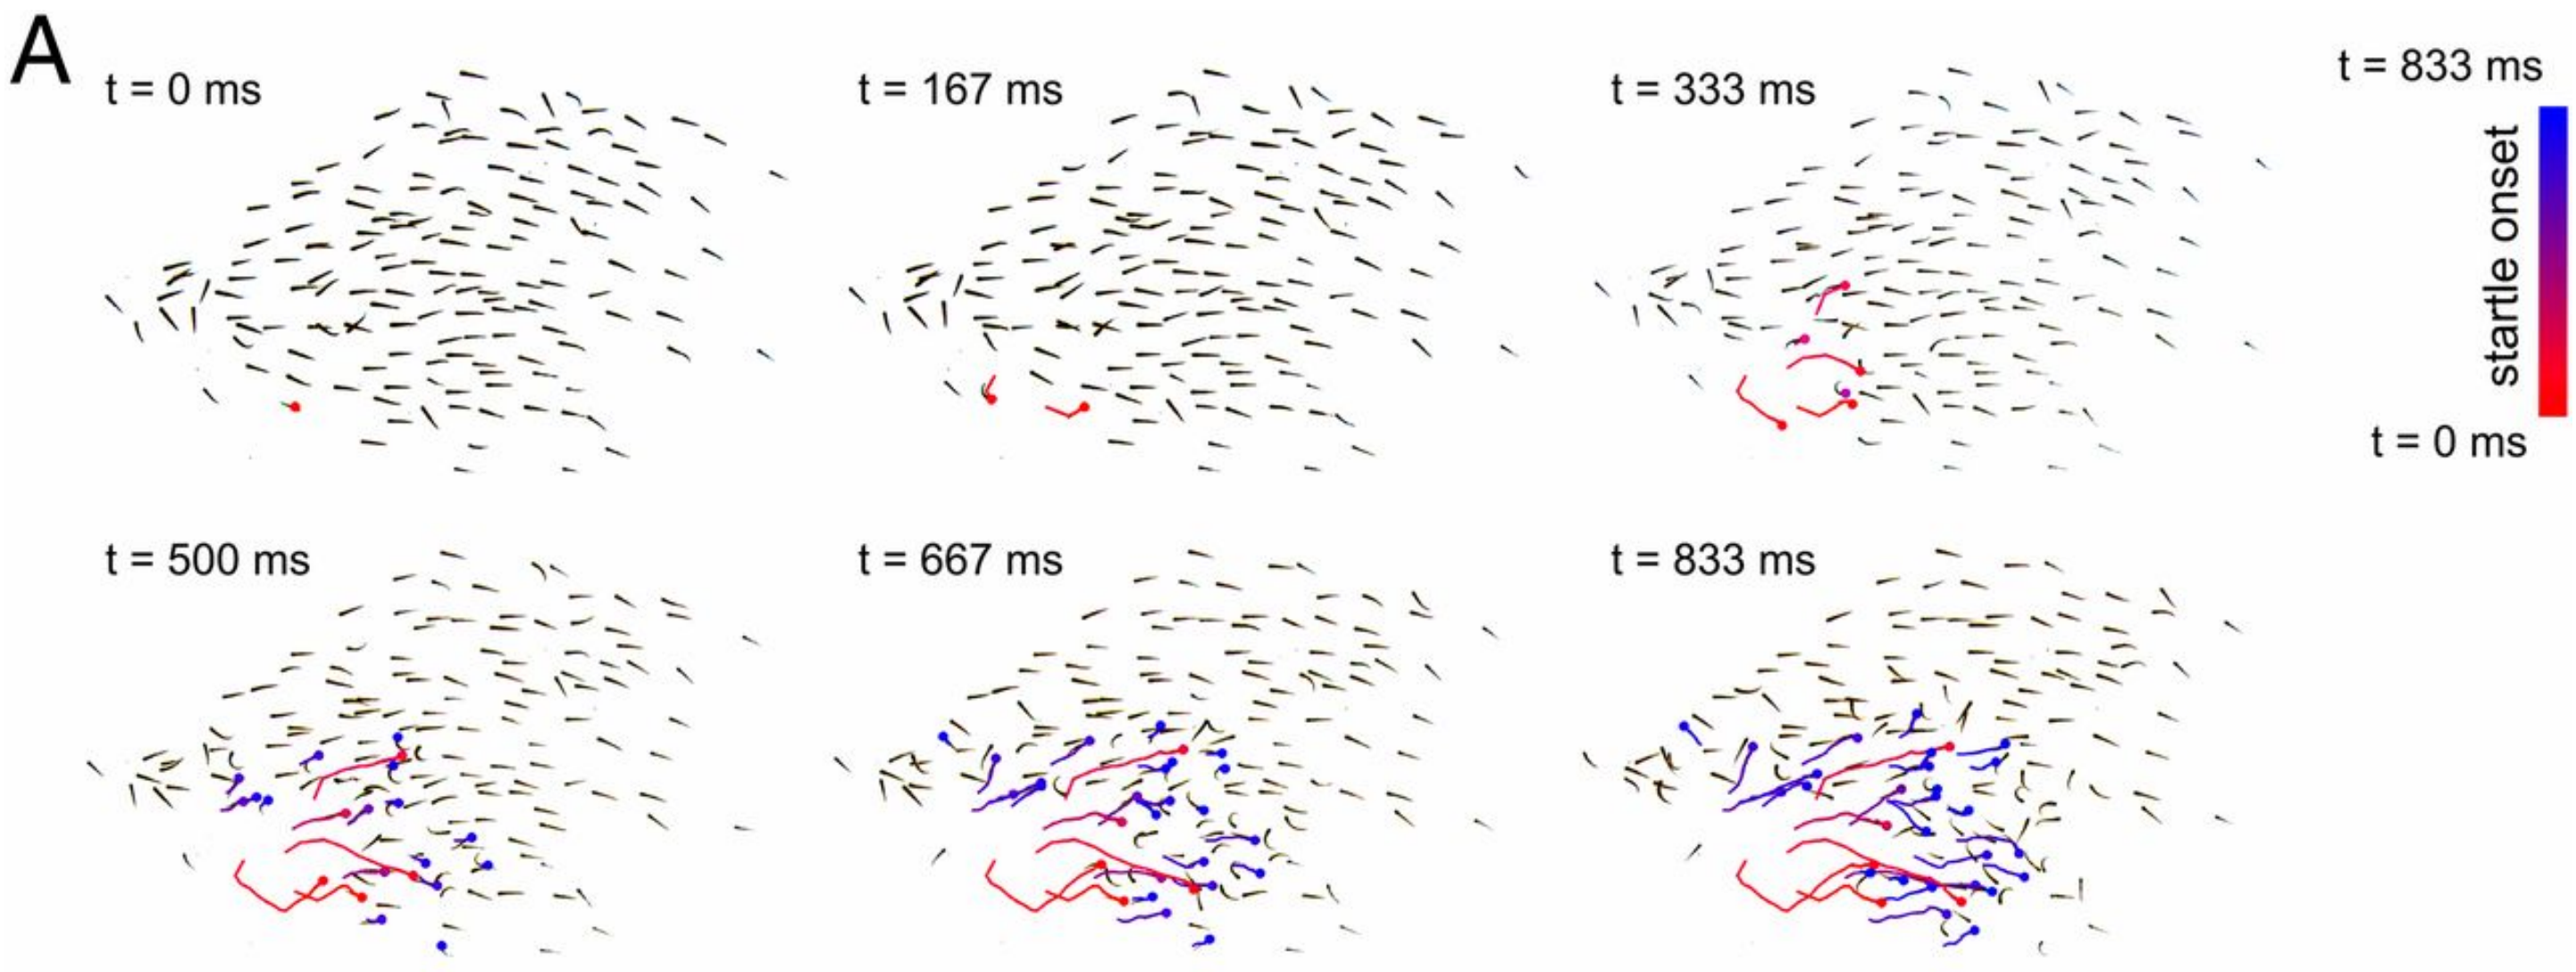 A
t = 0 ms
t = 167 ms
t = 333 ms
t = 833 ms
startle onset
t = 0 ms
t = 500 ms
t = 667 ms
t = 833 ms